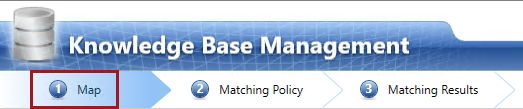 Knowledge Base Management
1 Map 2 Matching Policy 3 Matching Results